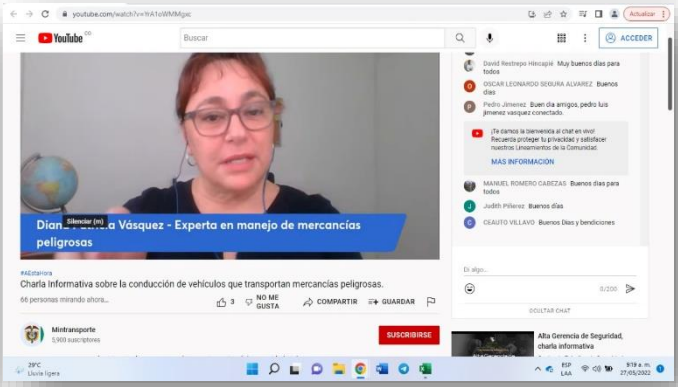 youtube.com/watch?v=YrA1oWMMgxc
Actualizar
YouTube CO
Buscar
ACCEDER
David Restrepo Hincapié Muy buenos días para
todos
OSCAR LEONARDO SEGURA ALVAREZ Buenos
días
Pedro Jimenez Buen dia amigos, pedro luis
jimenez vasquez conectado.
¡Te damos la bienvenida al chat en vivo!
Recuerda proteger tu privacidad y satisfacer
nuestros Lineamientos de la Comunidad.
MÁS INFORMACIÓN
MANUEL ROMERO CABEZAS Buenos días para
todos
Judith Piñerez Buenos días
CEAUTO VILLAVO Buenos Dias y bendiciones
Silenciar (m)
Vásquez - Experta en manejo de mercancías
peligrosas
Di algo...
0/200
OCULTAR CHAT
#AEstaHora
Charla Informativa sobre la conducción de vehículos que transportan mercancías peligrosas.
66 personas mirando ahora...
3
NO ME
GUSTA
COMPARTIR
GUARDAR
Mintransporte
5,900 suscriptores
SUSCRIBIRSE
Alta Gerencia de Seguridad,
charla informativa
29°C
Lluvia ligera
ESP
LAA
9:19 a. m.
27/05/2022